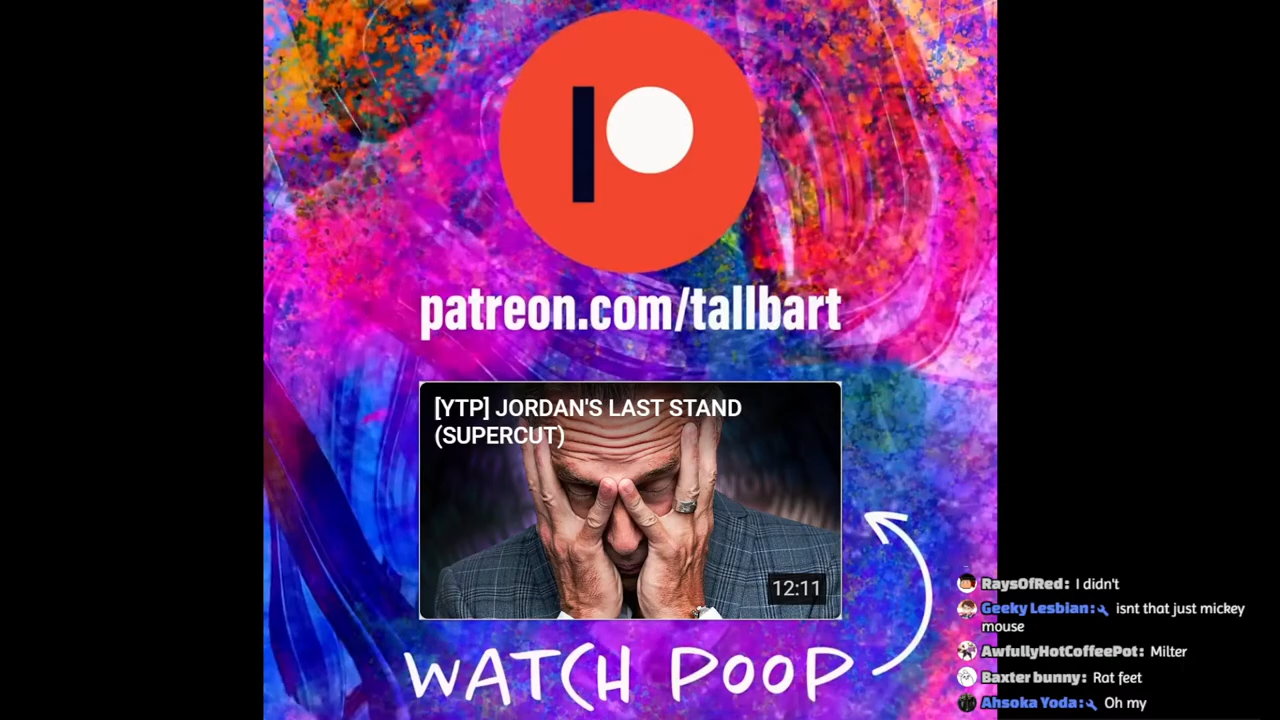 patreon.com/tallbart
[YTP] JORDAN'S LAST STAND
(SUPERCUT)
12:11
WATCH POOP
RaysOfRed: I didn't
Geeky Lesbian: isnt that just mickey
mouse
AwfullyHotCoffeePot: Milter
Baxter bunny: Rat feet
Ahsoka Yoda: Oh my